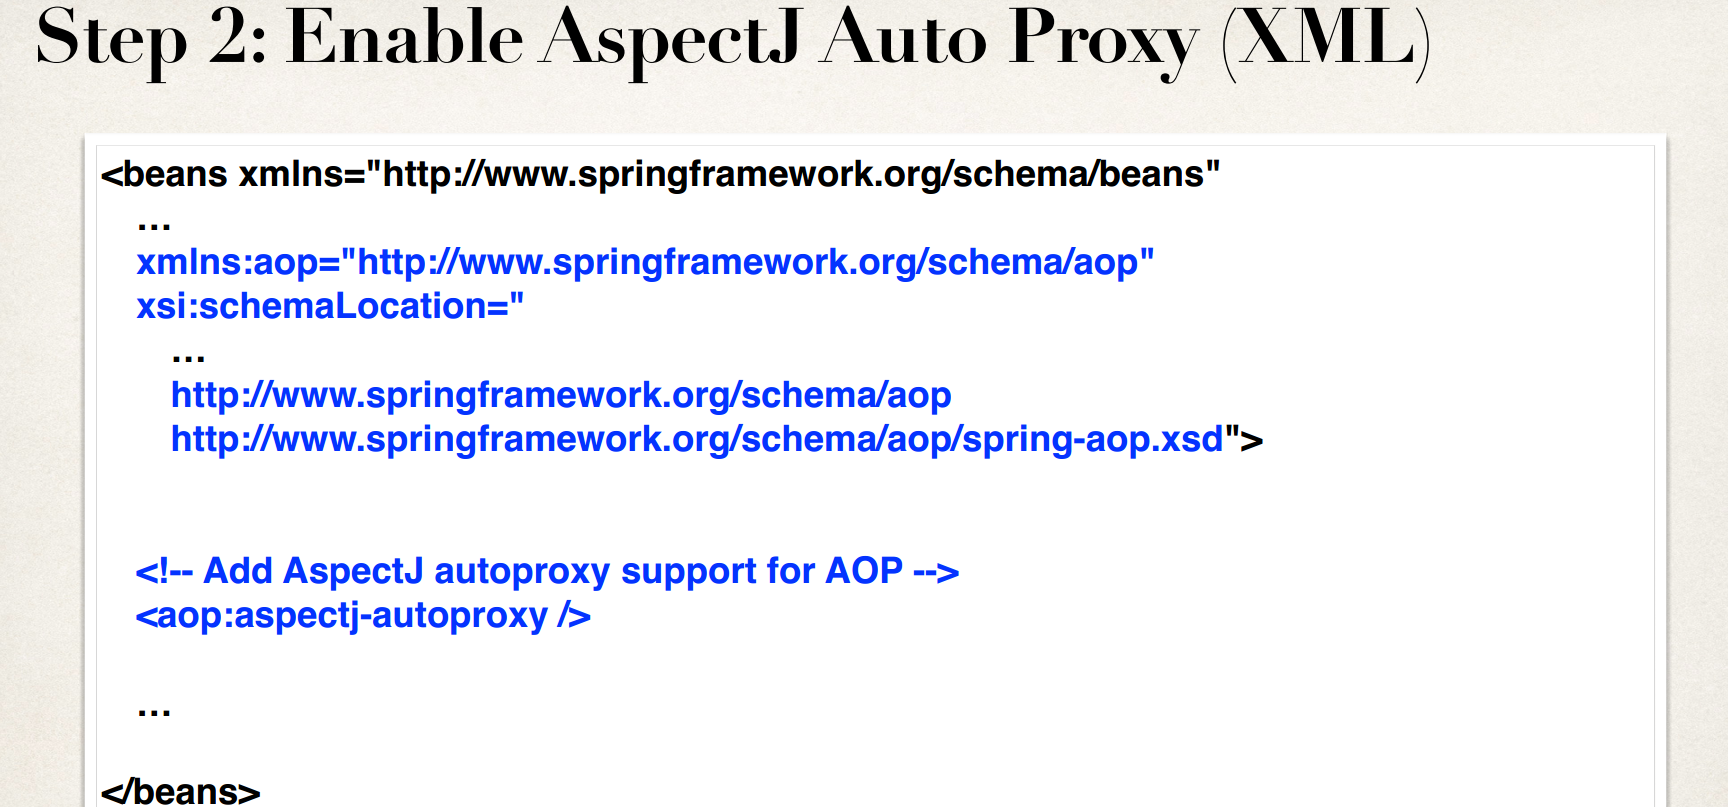 Step 2: Enable AspectJ Auto Proxy (XML)
<beans xmlns="http://www.springframework.org/schema/beans"
...
xmlns:aop="http://www.springframework.org/schema/aop"
xsi:schemaLocation="
...
http://www.springframework.org/schema/aop
http://www.springframework.org/schema/aop/spring-aop.xsd">
<!-- Add AspectJ autoproxy support for AOP -->
<aop:aspectj-autoproxy />
...
</beans>